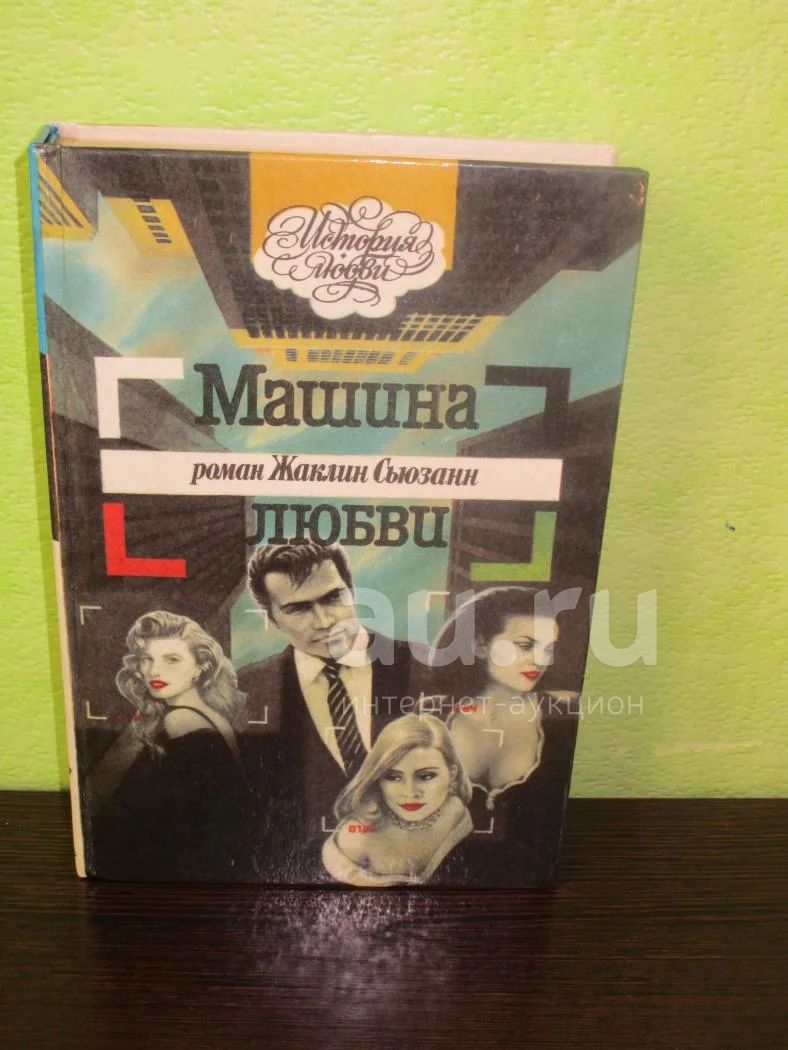 История
любви
Машина
роман Жаклин Сьюзанн
любви
au.ru
интернет-аукцион